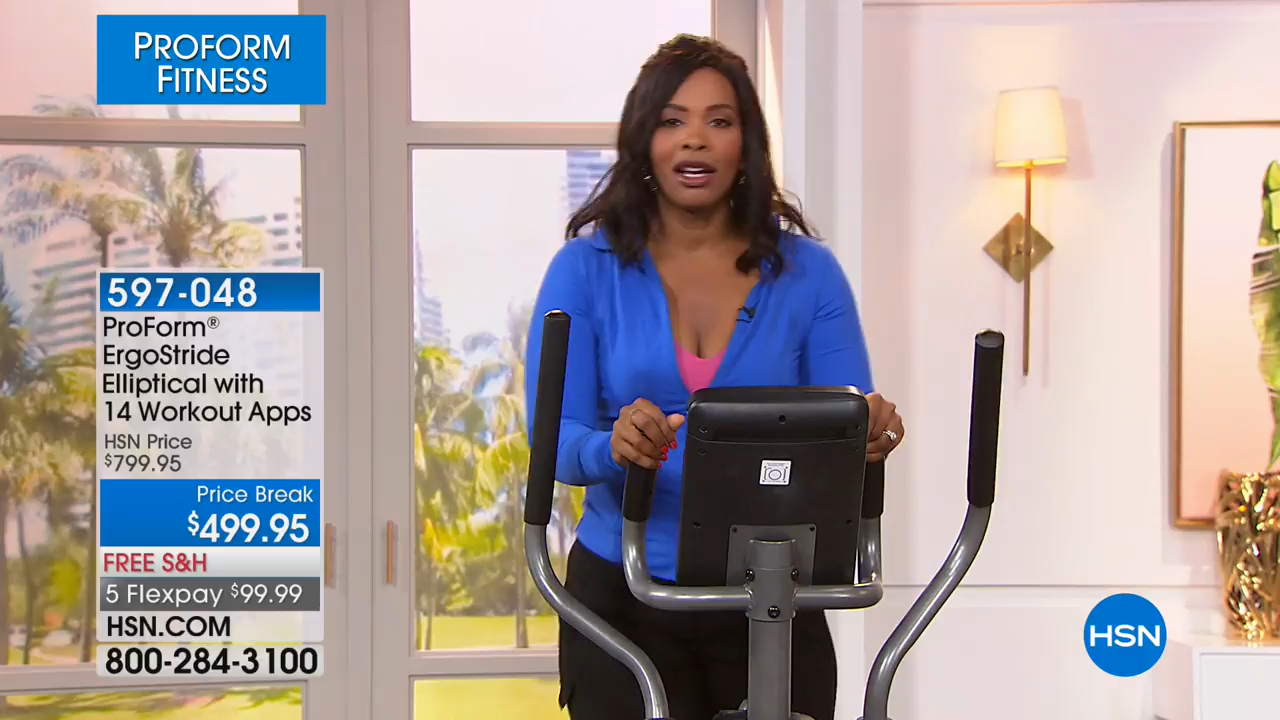 PROFORM
FITNESS
597-048
ProForm®
ErgoStride
Elliptical with
14 Workout Apps
HSN Price
$799.95
Price Break
$499.95
FREE S&H
5 Flexpay $99.99
HSN.COM
800-284-3100
HSN